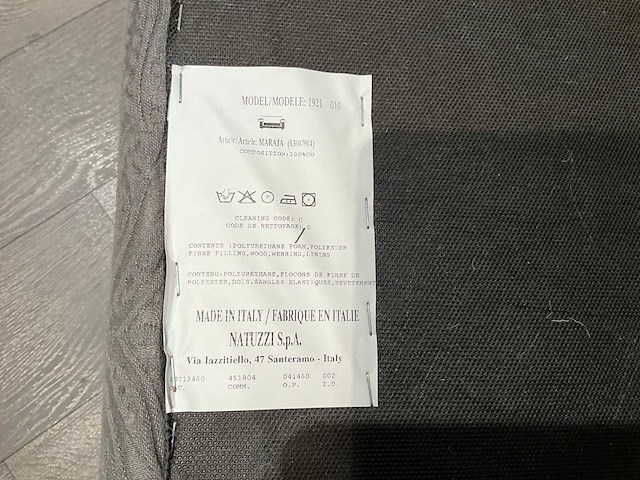 MODEL/MODELE: 1921 010
Article/Article: MARAJA (83087904)
COMPOSITION:100%CO
CLEANING CODE: C
CODE DE NETTOYAGE: C
CONTENTS :POLYURETHANE FOAM,POLYESTER
FIBRE FILLING,WOOD,WEBBING,LINING
CONTENU:POLYURETHANE,FLOCONS DE FIBRE DE
POLYESTER,BOIS,SANGLES ELASTIQUES,REVETEMENT
MADE IN ITALY / FABRIQUE EN ITALIE
NATUZZI S.p.A.
Via Iazzitiello, 47 Santeramo - Italy
451804 041460 002
COMM. O.P. I.D.